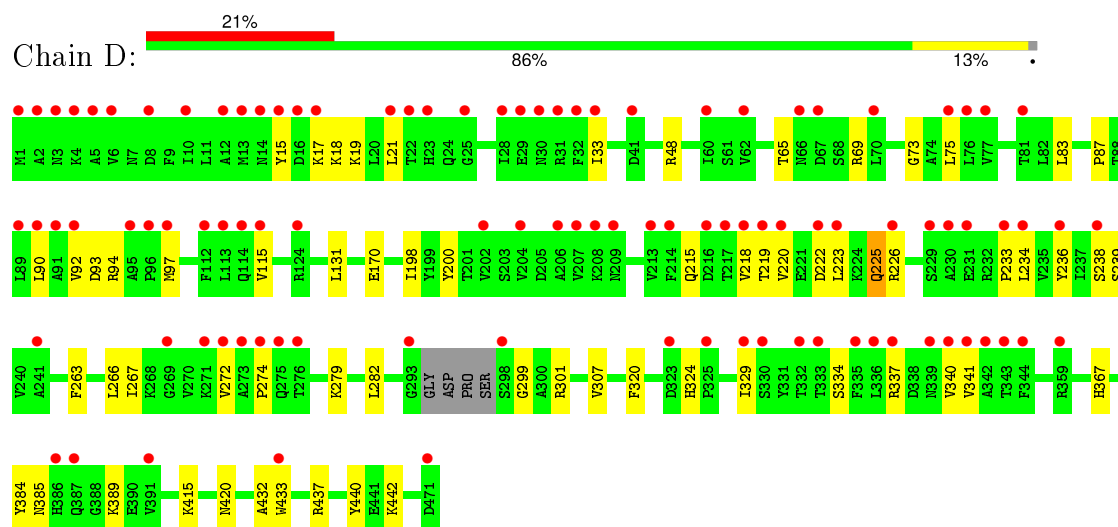 21%
Chain D:
86% 13%
M1 A2 N3 K4 A5 V6 N7 D8 F9 I10 L11 A12 M13 N14 Y15 D16 K17 K18 K19 L20 L21 T22 H23 Q24 G25 I28 E29 N30 R31 F32 I33 D41 R48 I60 S61 V62 T65 N66 D67 S68 R69 L70 G73 A74 L75 L76 V77 T81 L82 L83 P87 T88
L89 L90 A91 V92 D93 R94 A95 P96 M97 F112 L113 Q114 V115 R124 L131 E170 I198 Y199 Y200 T201 V202 S203 V204 D205 A206 V207 K208 N209 V213 F214 Q215 D216 T217 V218 T219 V220 E221 D222 L223 K224 Q225 R226 S229 A230 E231 R232 P233 L234 V235 Y236 L237 S238 S239
V240 A241 F263 L266 I267 K268 G269 V270 K271 V272 A273 P274 Q275 T276 K279 L282 G293 GLY ASP PRO SER S298 G299 A300 R301 V307 F320 D323 H324 P325 I329 S330 Y331 T332 T333 S334 F335 L336 R337 D338 N339 V340 V341 A342 T343 F344 R359 H367
Y384 N385 H386 Q387 G388 K389 E390 V391 K415 N420 A432 W433 R437 Y440 E441 K442 D471